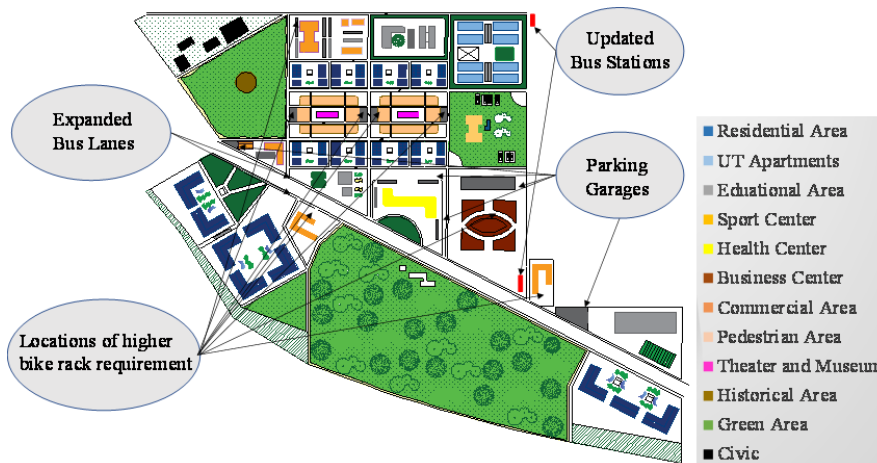 Updated
Bus Stations
Expanded
Bus Lanes
Parking
Garages
Locations of higher
bike rack requirement
Residential Area
UT Apartments
Eduational Area
Sport Center
Health Center
Business Center
Commercial Area
Pedestrian Area
Theater and Museum
Historical Area
Green Area
Civic